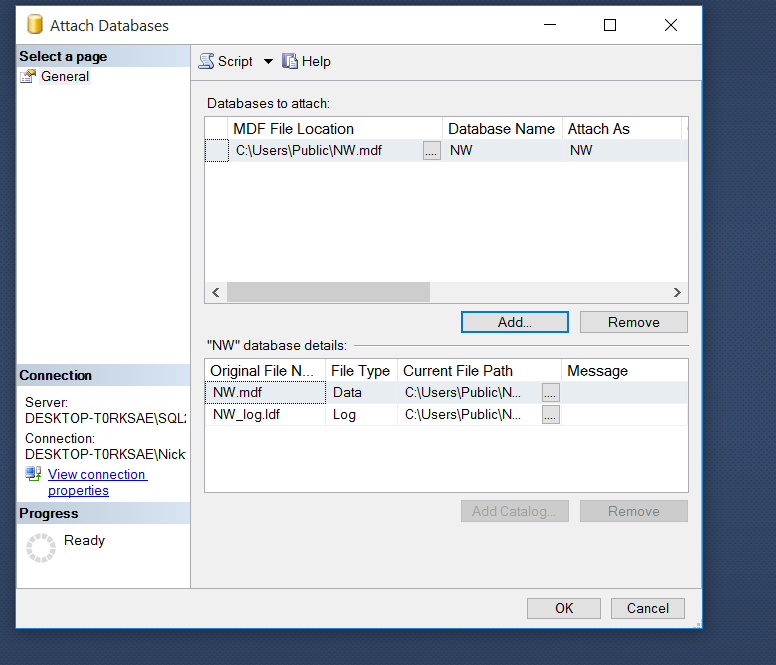 Attach Databases
Select a page
General
Script Help
Databases to attach:
MDF File Location Database Name Attach As
C:\Users\Public\NW.mdf .... NW NW
Add... Remove
"NW" database details:
Original File N... File Type Current File Path Message
NW.mdf Data C:\Users\Public\N... ....
NW_log.ldf Log C:\Users\Public\N... ....
Add Catalog... Remove
Connection
Server:
DESKTOP-T0RKSAE\SQL
Connection:
DESKTOP-T0RKSAE\Nick
View connection
properties
Progress
Ready
OK Cancel